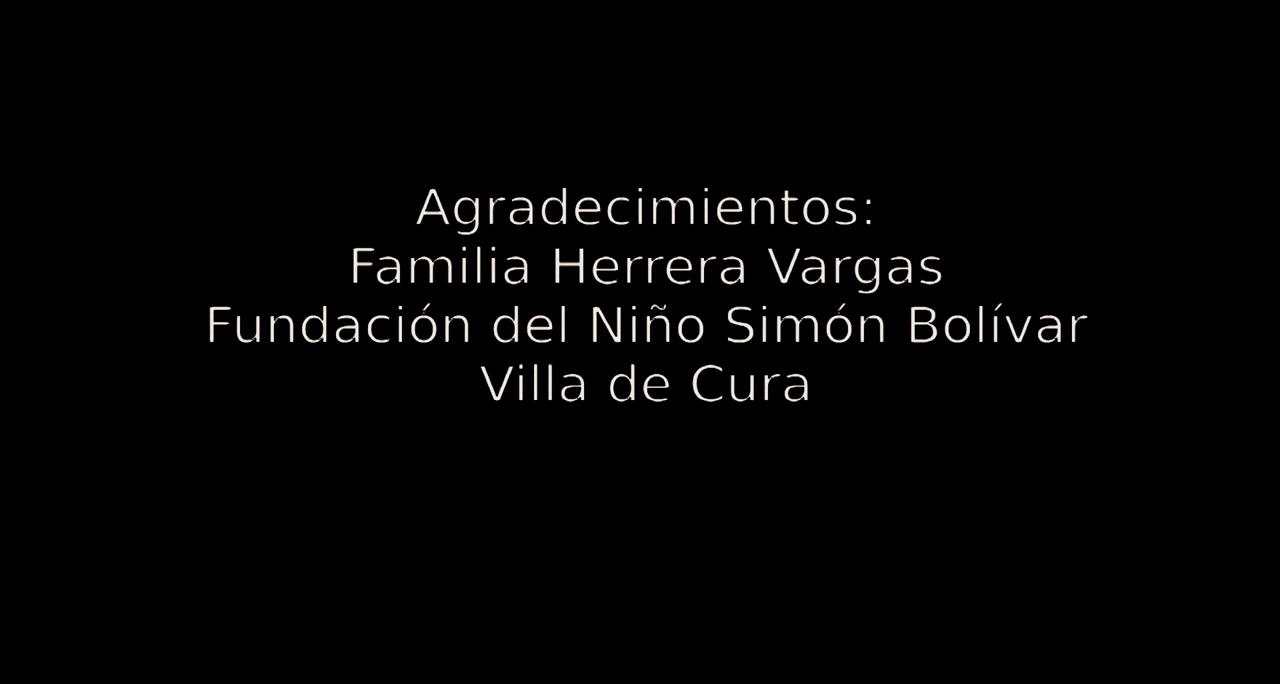 Agradecimientos:
Familia Herrera Vargas
Fundación del Niño Simón Bolívar
Villa de Cura